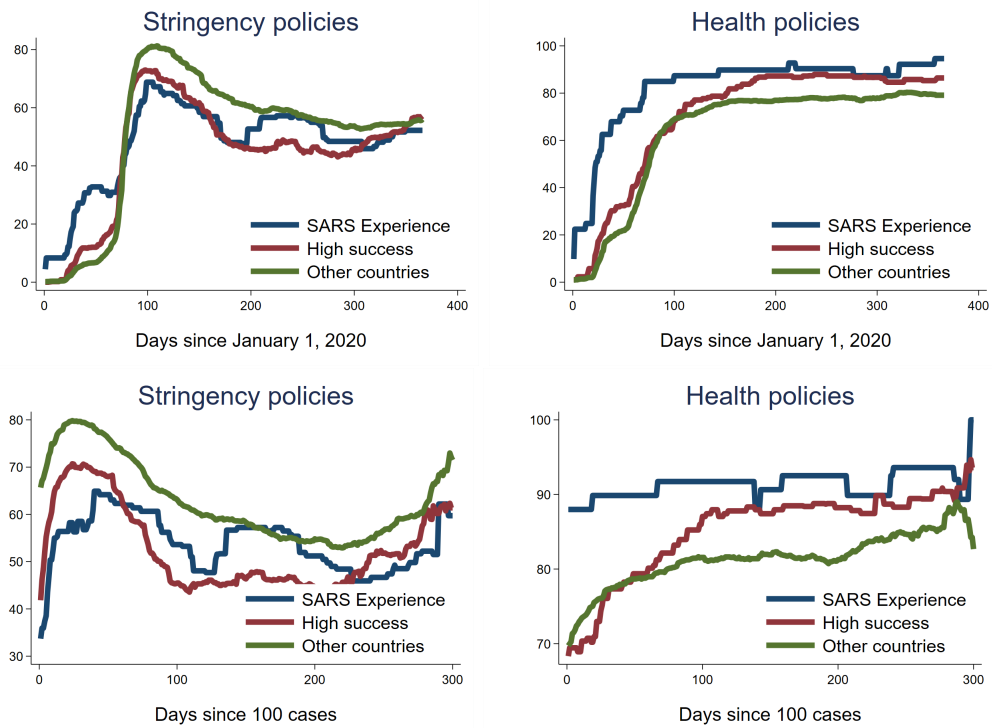 Stringency policies
80
60
40
20
0
SARS Experience
High success
Other countries
0 100 200 300 400
Days since January 1, 2020
Health policies
100
80
60
40
20
0
SARS Experience
High success
Other countries
0 100 200 300 400
Days since January 1, 2020
Stringency policies
80
70
60
50
40
30
SARS Experience
High success
Other countries
0 100 200 300
Days since 100 cases
Health policies
100
90
80
70
SARS Experience
High success
Other countries
0 100 200 300
Days since 100 cases